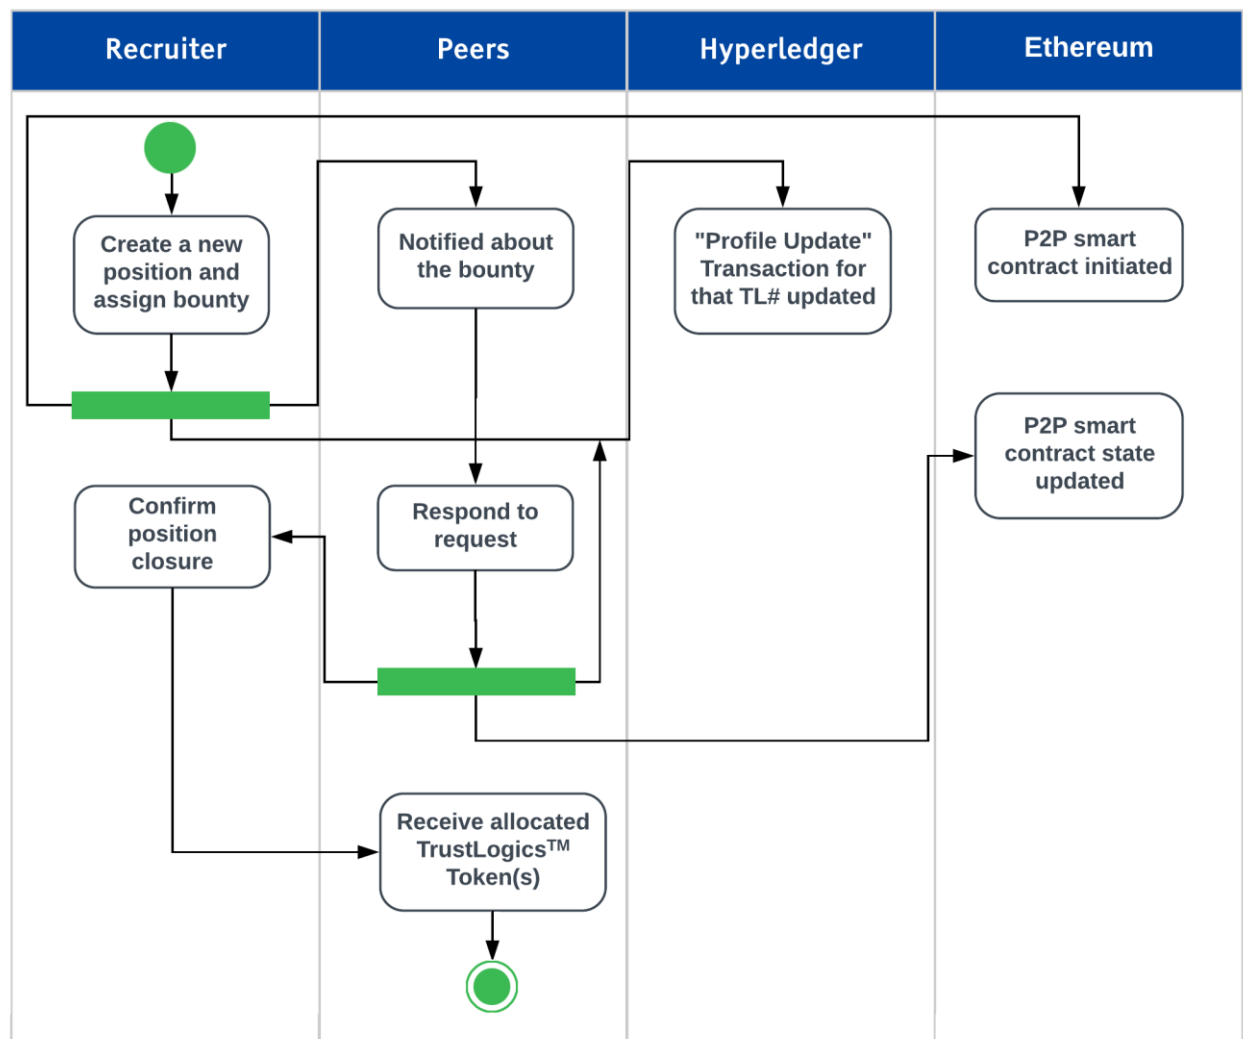 Recruiter
Peers
Hyperledger
Ethereum
Create a new
position and
assign bounty
Notified about
the bounty
"Profile Update"
Transaction for
that TL# updated
P2P smart
contract initiated
P2P smart
contract state
updated
Confirm
position
closure
Respond to
request
Receive allocated
TrustLogics™
Token(s)